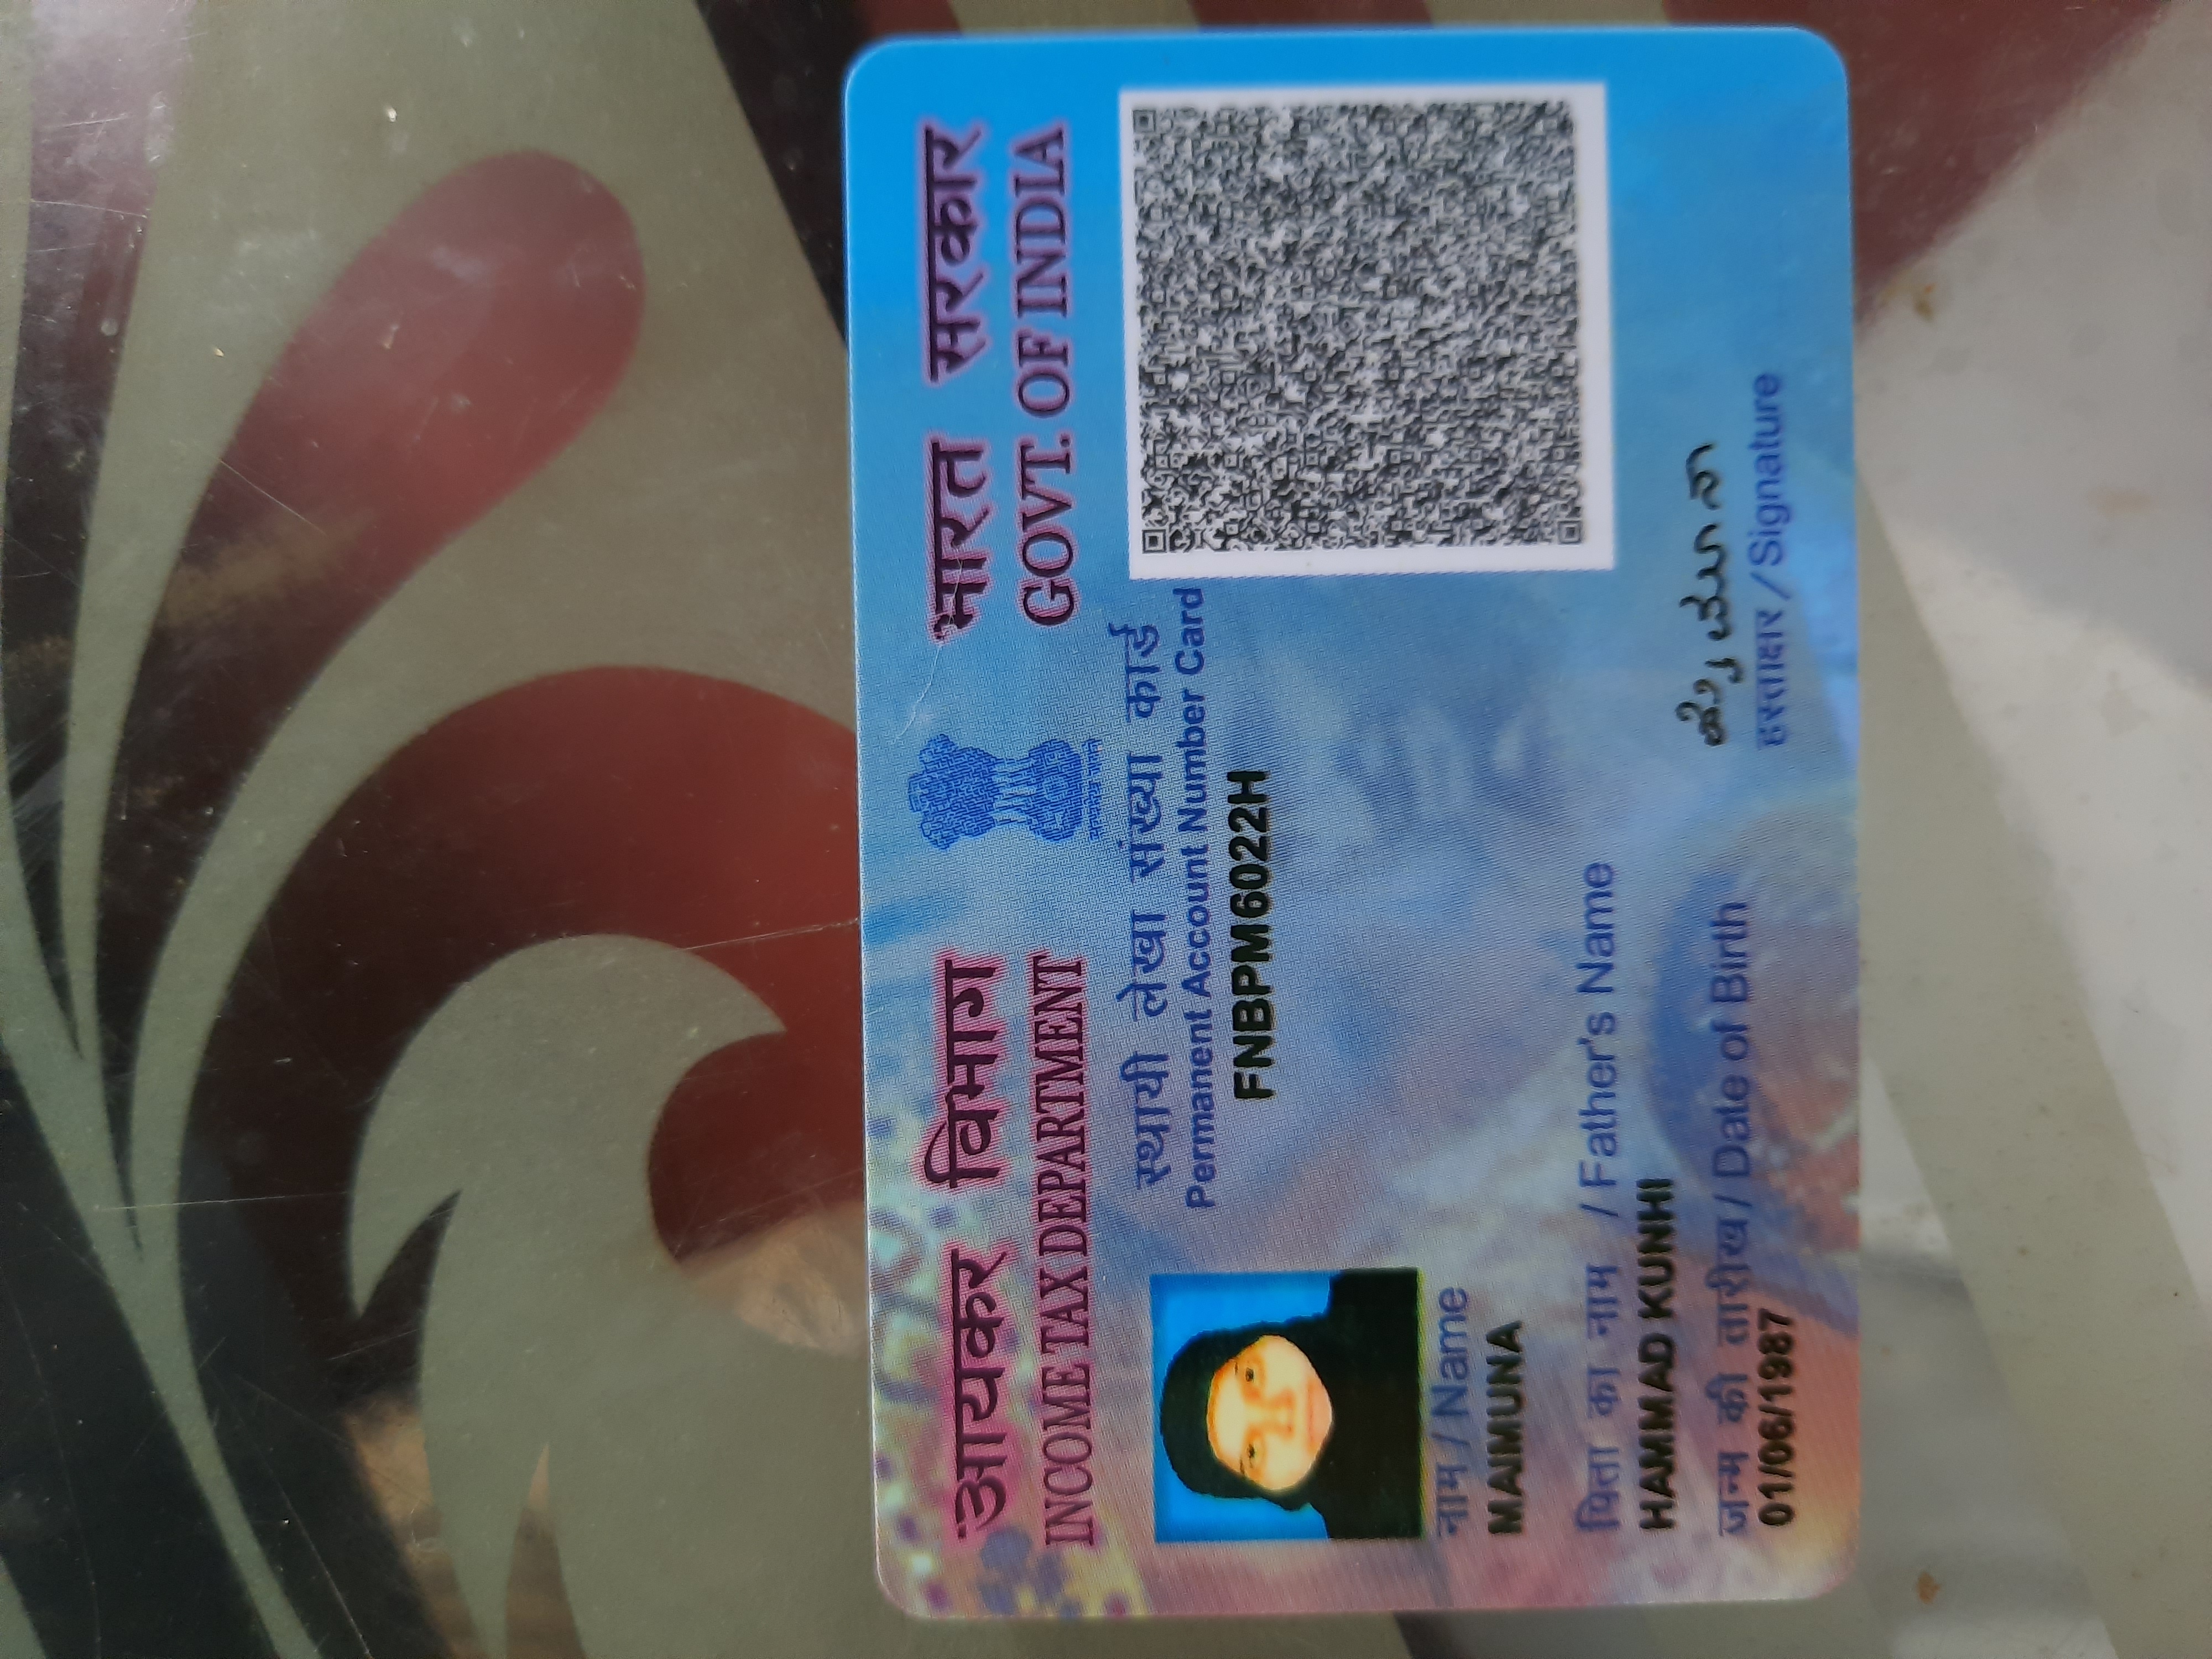 आयकर विभाग
INCOME TAX DEPARTMENT
भारत सरकार
GOVT. OF INDIA
सत्यमेव जयते
स्थायी लेखा संख्या कार्ड
Permanent Account Number Card
FNBPM6022H
नाम / Name
MAIMUNA
पिता का नाम / Father's Name
HAMMAD KUNHI
जन्म की तारीख / Date of Birth
01/06/1987
ಮೈಮೂನಾ
हस्ताक्षर / Signature